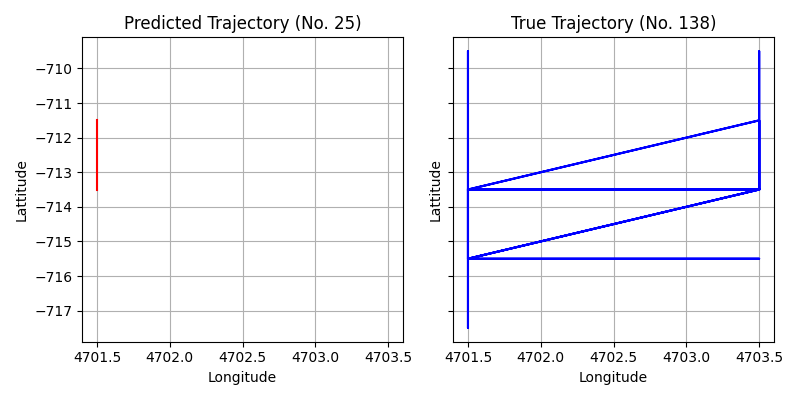 Predicted Trajectory (No. 25)
True Trajectory (No. 138)
Lattitude
−710
−711
−712
−713
−714
−715
−716
−717
4701.5 4702.0 4702.5 4703.0 4703.5
Longitude
Lattitude
4701.5 4702.0 4702.5 4703.0 4703.5
Longitude